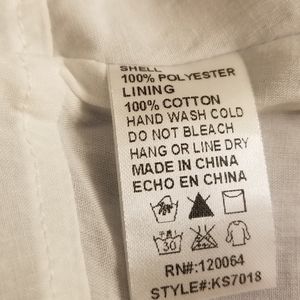 SHELL
100% POLYESTER
LINING
100% COTTON
HAND WASH COLD
DO NOT BLEACH
HANG OR LINE DRY
MADE IN CHINA
ECHO EN CHINA
30
RN#:120064
STYLE#:KS7018